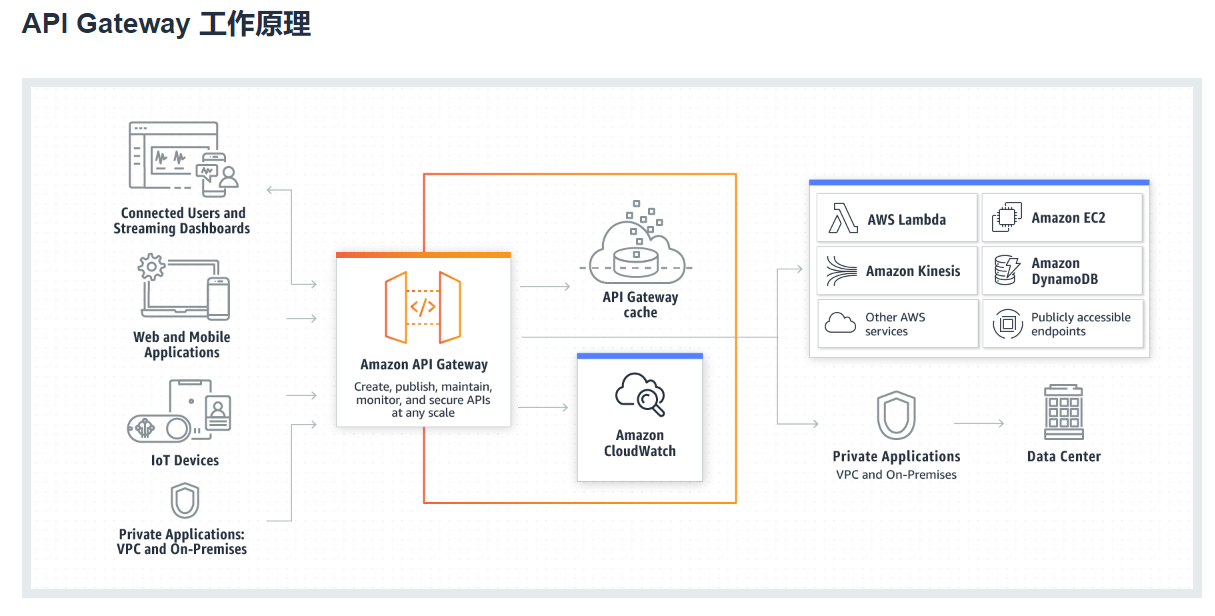 API Gateway 工作原理
Connected Users and
Streaming Dashboards
Web and Mobile
Applications
IoT Devices
Private Applications:
VPC and On-Premises
Amazon API Gateway
Create, publish, maintain,
monitor, and secure APIs
at any scale
API Gateway
cache
Amazon
CloudWatch
AWS Lambda
Amazon EC2
Amazon Kinesis
Amazon
DynamoDB
Other AWS
services
Publicly accessible
endpoints
Private Applications
VPC and On-Premises
Data Center